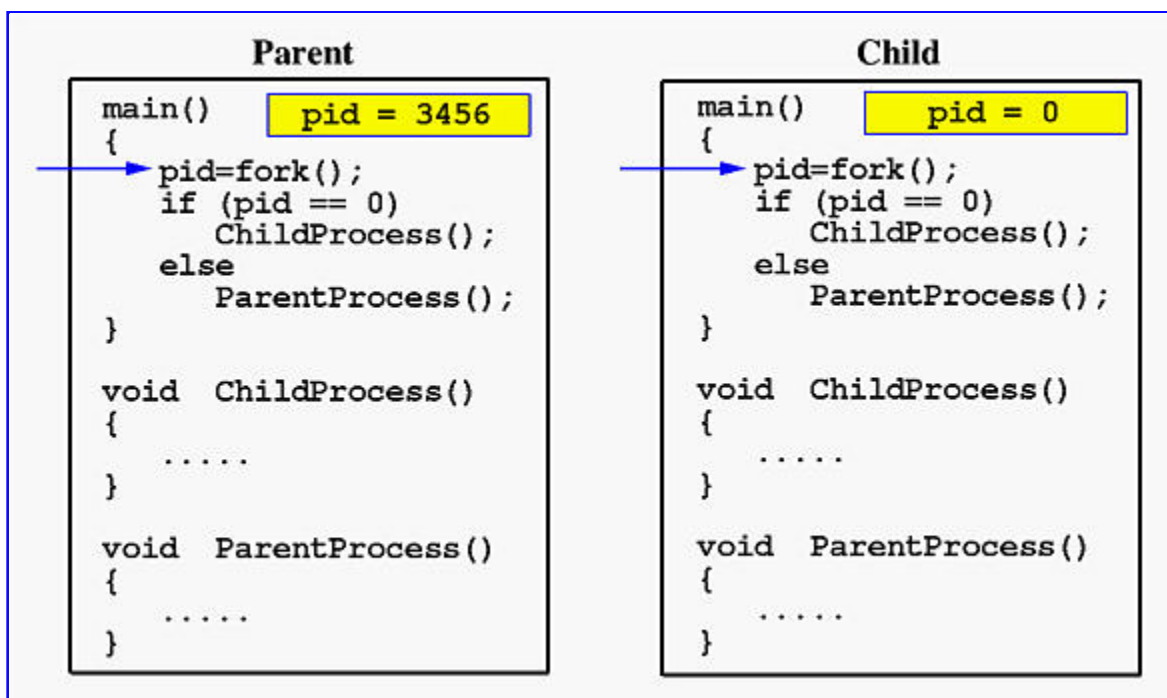 Parent
main()
pid = 3456
{
pid=fork();
if (pid == 0)
ChildProcess();
else
ParentProcess();
}
void ChildProcess()
{
.....
}
void ParentProcess()
{
.....
}
Child
main()
pid = 0
{
pid=fork();
if (pid == 0)
ChildProcess();
else
ParentProcess();
}
void ChildProcess()
{
.....
}
void ParentProcess()
{
.....
}